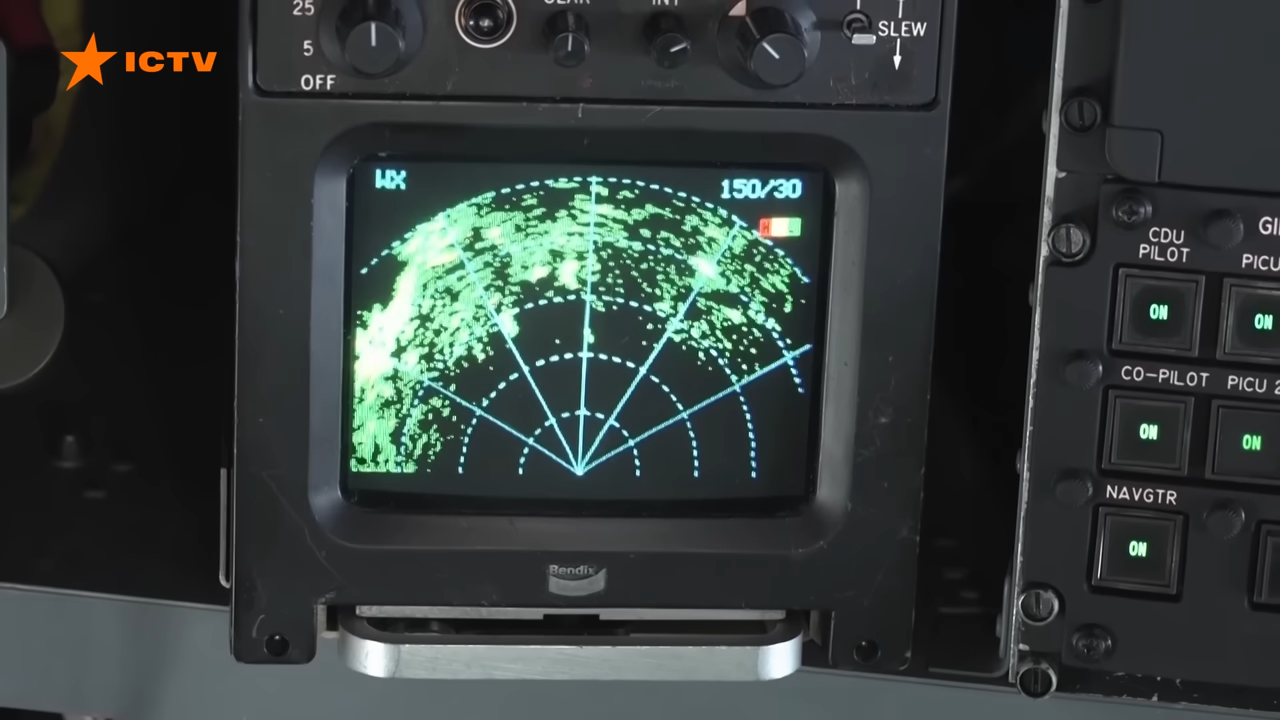 ICTV
25
5
OFF
INT
SLEW
WX
150/30
Bendix
CDU
PILOT
ON
PICU
ON
CO-PILOT
PICU 2
ON
ON
NAVGTR
ON